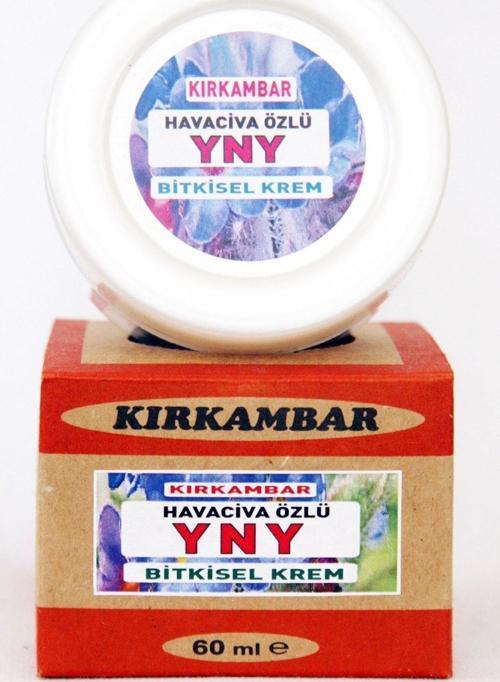 KIRKAMBAR
HAVACİVA ÖZLÜ
YNY
BİTKİSEL KREM
KIRKAMBAR
KIRKAMBAR
HAVACİVA ÖZLÜ
YNY
BİTKİSEL KREM
60 ml ℮